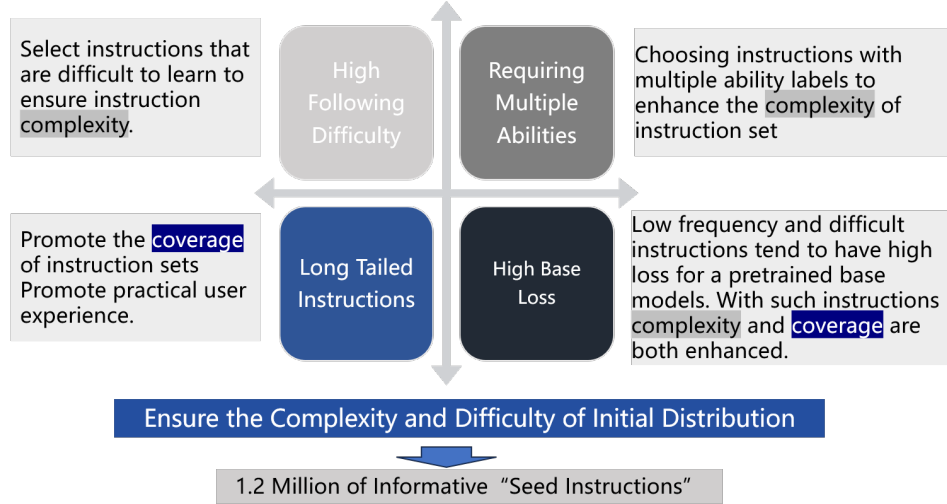 Select instructions that
are difficult to learn to
ensure instruction
complexity.
High
Following
Difficulty
Requiring
Multiple
Abilities
Choosing instructions with
multiple ability labels to
enhance the complexity of
instruction set
Promote the coverage
of instruction sets
Promote practical user
experience.
Long Tailed
Instructions
High Base
Loss
Low frequency and difficult
instructions tend to have high
loss for a pretrained base
models. With such instructions
complexity and coverage are
both enhanced.
Ensure the Complexity and Difficulty of Initial Distribution
1.2 Million of Informative “Seed Instructions”